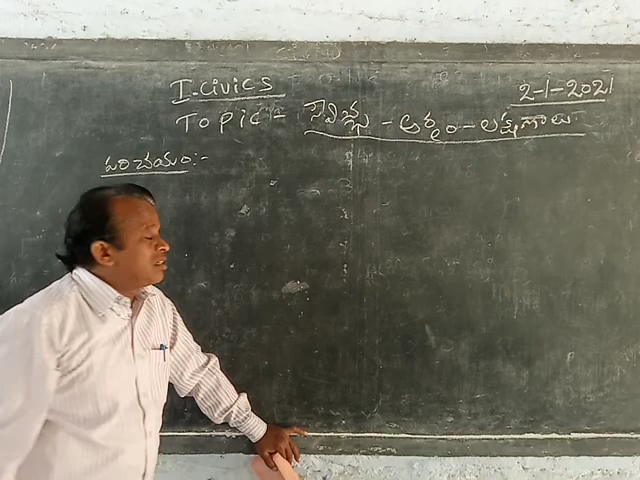 I-civics
2-1-2021
Topic:- స్వేచ్ఛ - అర్థం - లక్షణాలు
పరిచయం:-